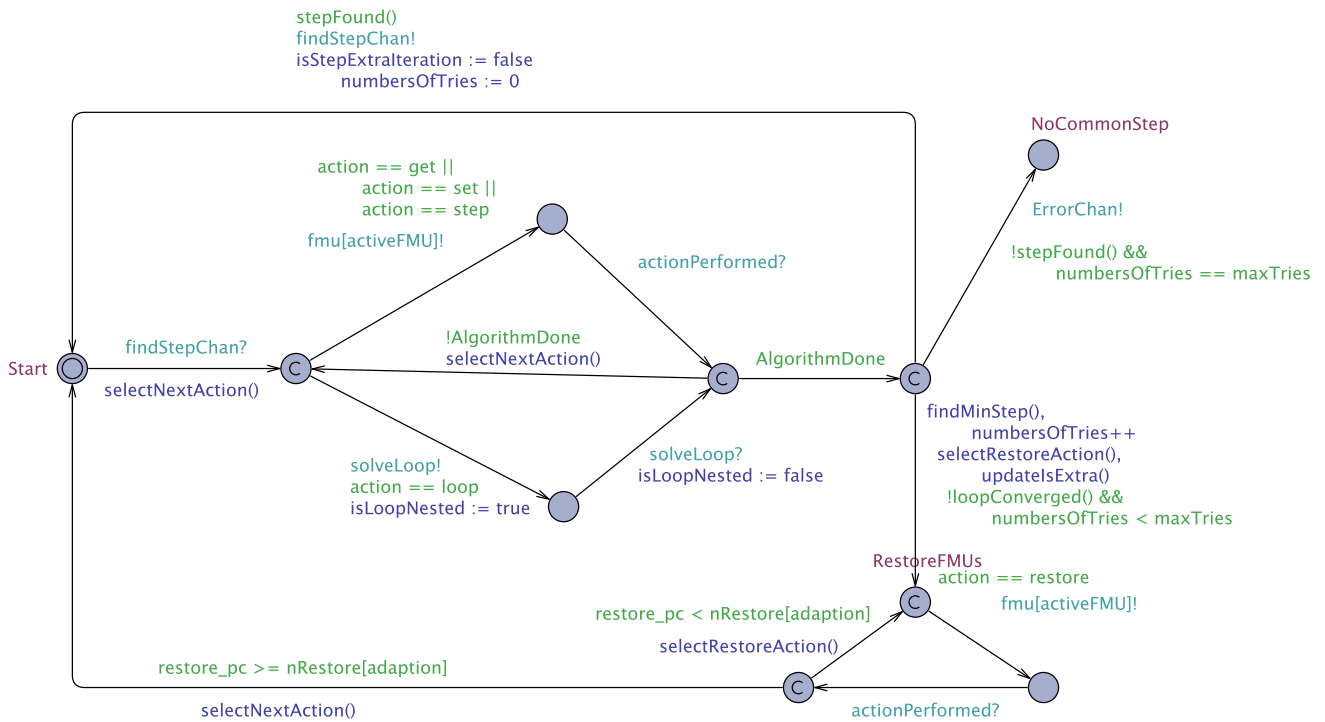 stepFound()
findStepChan!
isStepExtraIteration := false
numbersOfTries := 0
NoCommonStep
action == get ||
action == set ||
action == step
fmu[activeFMU]!
ErrorChan!
!stepFound() &&
numbersOfTries == maxTries
actionPerformed?
Start
findStepChan?
selectNextAction()
C
!AlgorithmDone
selectNextAction()
C
AlgorithmDone
C
findMinStep(),
numbersOfTries++
selectRestoreAction(),
updateIsExtra()
!loopConverged() &&
numbersOfTries < maxTries
solveLoop!
action == loop
isLoopNested := true
solveLoop?
isLoopNested := false
RestoreFMUs
action == restore
fmu[activeFMU]!
C
restore_pc < nRestore[adaption]
selectRestoreAction()
restore_pc >= nRestore[adaption]
C
selectNextAction()
actionPerformed?